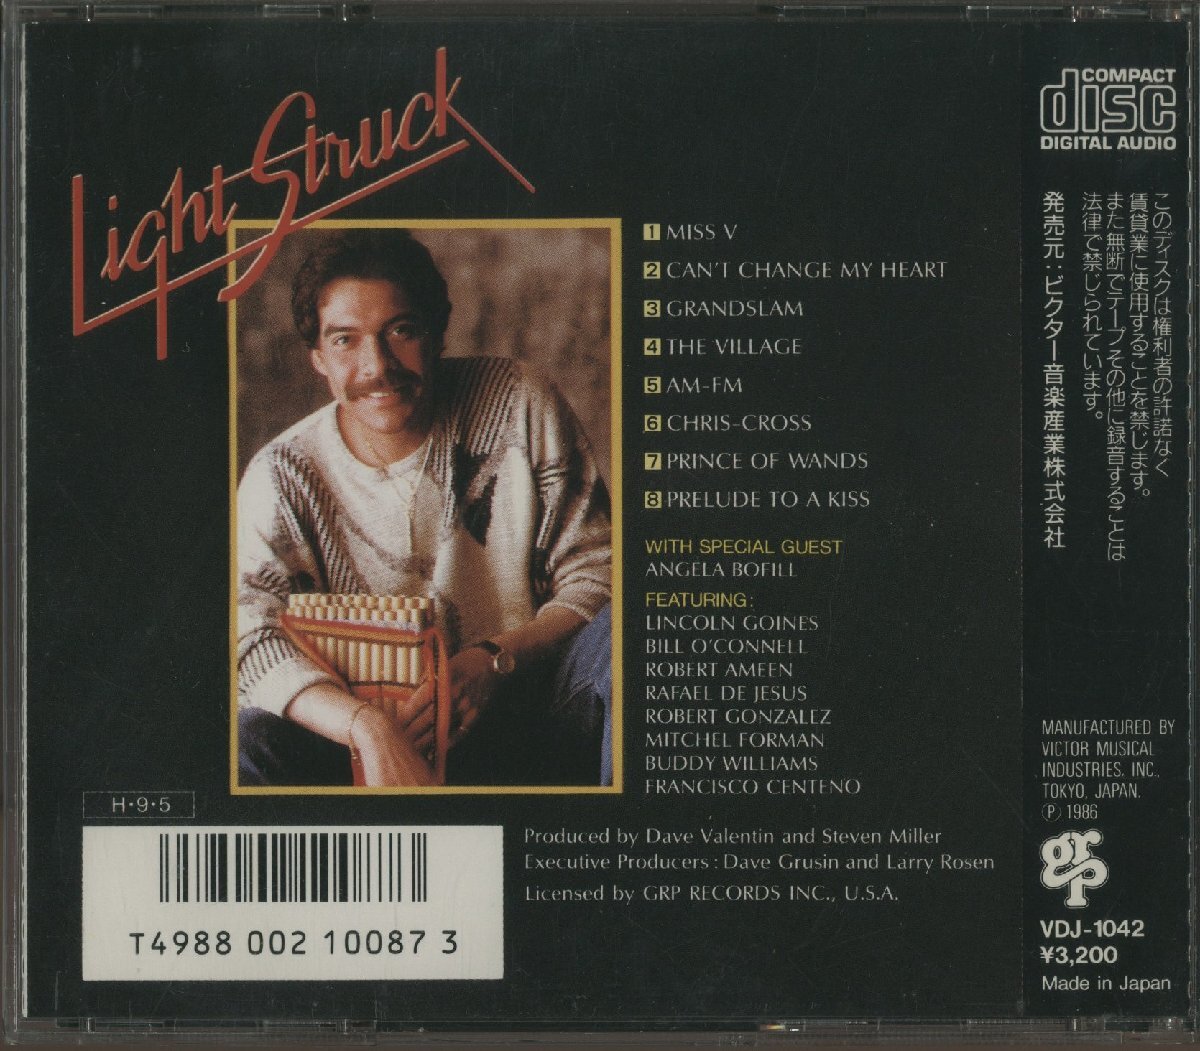 Light Struck
1 MISS V
2 CAN'T CHANGE MY HEART
3 GRANDSLAM
4 THE VILLAGE
5 AM-FM
6 CHRIS-CROSS
7 PRINCE OF WANDS
8 PRELUDE TO A KISS
WITH SPECIAL GUEST
ANGELA BOFILL
FEATURING:
LINCOLN GOINES
BILL O'CONNELL
ROBERT AMEEN
RAFAEL DE JESUS
ROBERT GONZALEZ
MITCHEL FORMAN
BUDDY WILLIAMS
FRANCISCO CENTENO
Produced by Dave Valentin and Steven Miller
Executive Producers: Dave Grusin and Larry Rosen
Licensed by GRP RECORDS INC., U.S.A.
H・9・5
T4988 002 10087 3
COMPACT
disc
DIGITAL AUDIO
このディスクは権利者の許諾なく
賃貸業に使用することを禁じます。
また無断でテープその他に録音することは
法律で禁じられています。
発売元:ビクター音楽産業株式会社
MANUFACTURED BY
VICTOR MUSICAL
INDUSTRIES, INC.,
TOKYO, JAPAN.
Ⓟ 1986
grp
VDJ-1042
¥3,200
Made in Japan